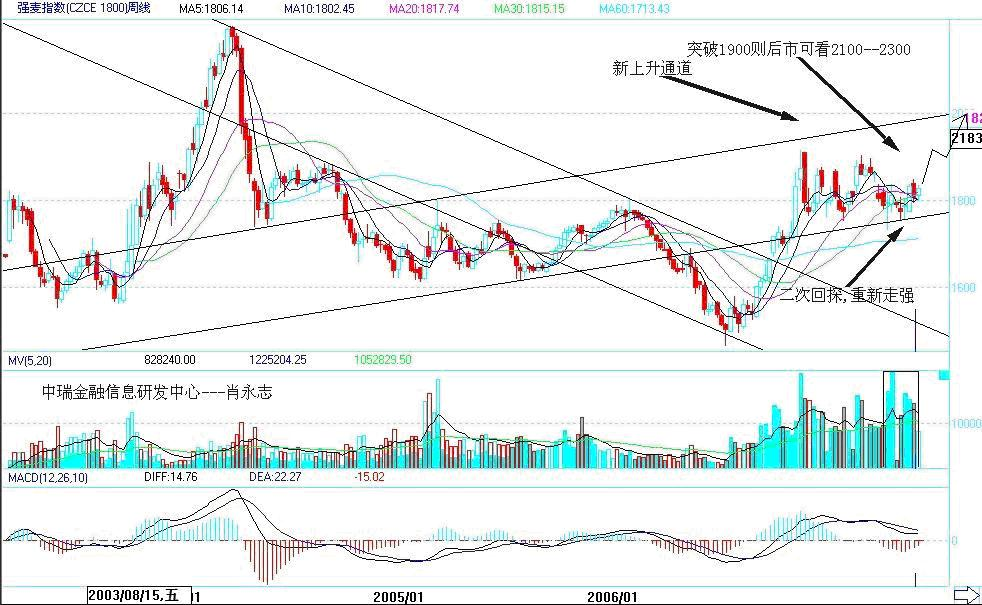 强麦指数(CZCE 1800)周线 MA5:1806.14 MA10:1802.45 MA20:1817.74 MA30:1815.15 MA60:1713.43
突破1900则后市可看2100--2300
新上升通道
2183
1800
二次回探,重新走强
1600
MV(5,20) 828240.00 1225204.25 1052829.50
中瑞金融信息研发中心---肖永志
10000
MACD(12,26,10) DIFF:14.76 DEA:22.27 -15.02
0
2003/08/15,五 2005/01 2006/01